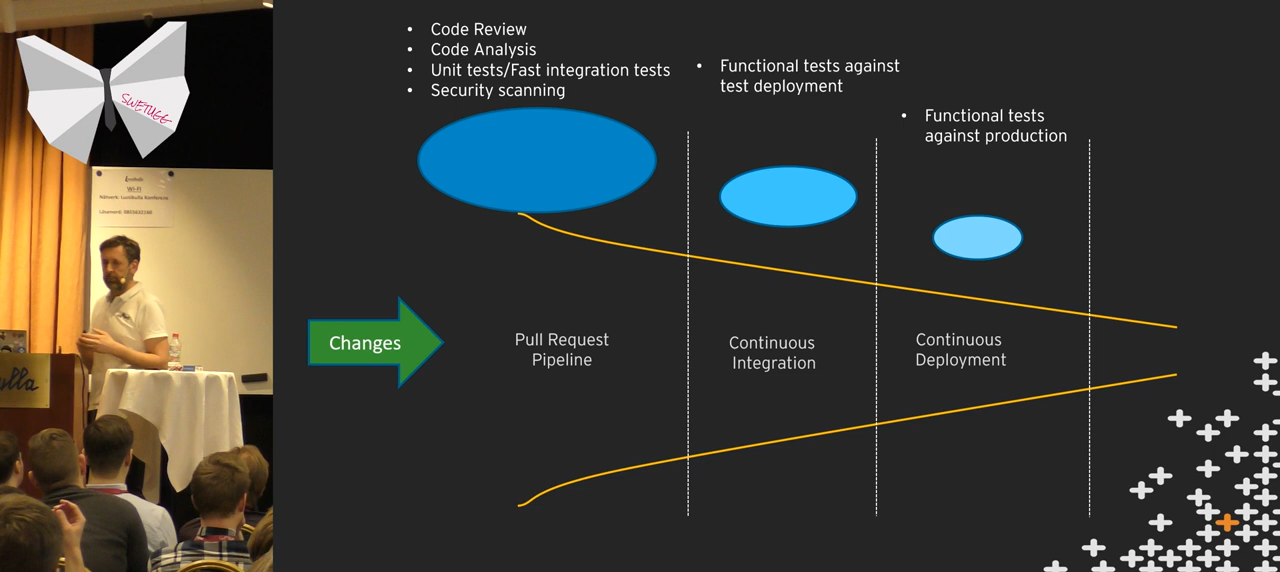 SWETUGG
Wi-Fi
ulla
• Code Review
• Code Analysis
• Unit tests/Fast integration tests
• Security scanning
• Functional tests against
test deployment
• Functional tests
against production
Changes
Pull Request
Pipeline
Continuous
Integration
Continuous
Deployment